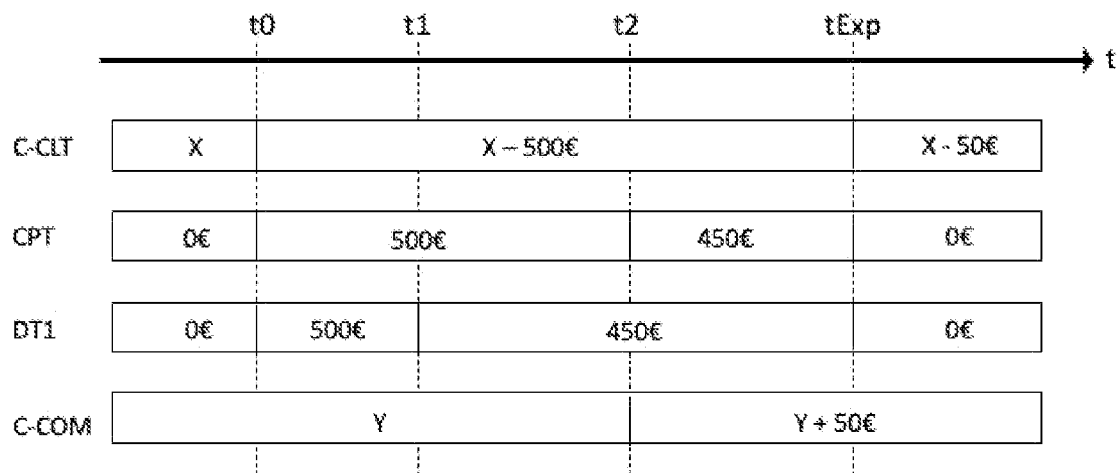 t0 t1 t2 tExp
t
C-CLT X X – 500€ X - 50€
CPT 0€ 500€ 450€ 0€
DT1 0€ 500€ 450€ 0€
C-COM Y Y + 50€